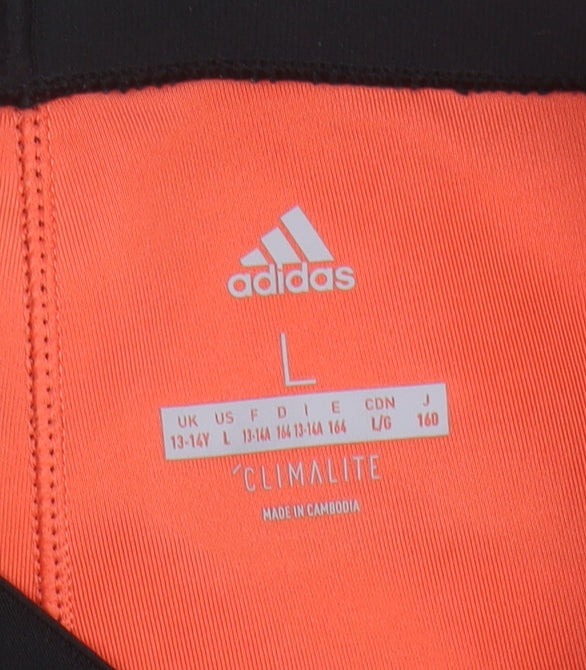 adidas
L
UK US F D I E CDN J
13-14Y L 13-14A 164 13-14A 164 L/G 160
CLIMALITE
MADE IN CAMBODIA